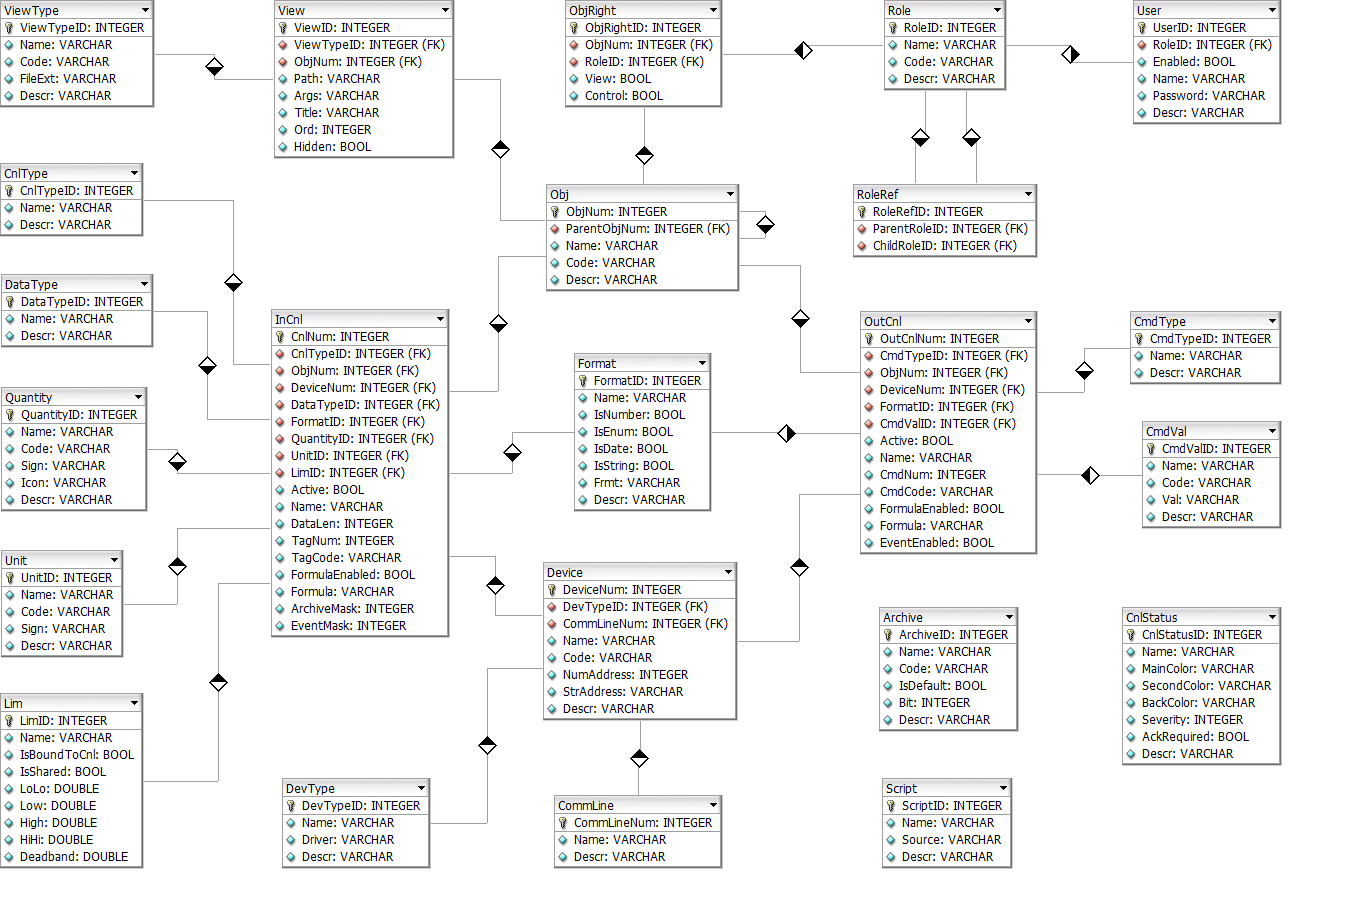 ViewType
ViewTypeID: INTEGER
Name: VARCHAR
Code: VARCHAR
FileExt: VARCHAR
Descr: VARCHAR
View
ViewID: INTEGER
ViewTypeID: INTEGER (FK)
ObjNum: INTEGER (FK)
Path: VARCHAR
Args: VARCHAR
Title: VARCHAR
Ord: INTEGER
Hidden: BOOL
ObjRight
ObjRightID: INTEGER
ObjNum: INTEGER (FK)
RoleID: INTEGER (FK)
View: BOOL
Control: BOOL
Role
RoleID: INTEGER
Name: VARCHAR
Code: VARCHAR
Descr: VARCHAR
User
UserID: INTEGER
RoleID: INTEGER (FK)
Enabled: BOOL
Name: VARCHAR
Password: VARCHAR
Descr: VARCHAR
CnlType
CnlTypeID: INTEGER
Name: VARCHAR
Descr: VARCHAR
Obj
ObjNum: INTEGER
ParentObjNum: INTEGER (FK)
Name: VARCHAR
Code: VARCHAR
Descr: VARCHAR
RoleRef
RoleRefID: INTEGER
ParentRoleID: INTEGER (FK)
ChildRoleID: INTEGER (FK)
DataType
DataTypeID: INTEGER
Name: VARCHAR
Descr: VARCHAR
InCnl
CnlNum: INTEGER
CnlTypeID: INTEGER (FK)
ObjNum: INTEGER (FK)
DeviceNum: INTEGER (FK)
DataTypeID: INTEGER (FK)
FormatID: INTEGER (FK)
QuantityID: INTEGER (FK)
UnitID: INTEGER (FK)
LimID: INTEGER (FK)
Active: BOOL
Name: VARCHAR
DataLen: INTEGER
TagNum: INTEGER
TagCode: VARCHAR
FormulaEnabled: BOOL
Formula: VARCHAR
ArchiveMask: INTEGER
EventMask: INTEGER
Format
FormatID: INTEGER
Name: VARCHAR
IsNumber: BOOL
IsEnum: BOOL
IsDate: BOOL
IsString: BOOL
Frmt: VARCHAR
Descr: VARCHAR
OutCnl
OutCnlNum: INTEGER
CmdTypeID: INTEGER (FK)
ObjNum: INTEGER (FK)
DeviceNum: INTEGER (FK)
FormatID: INTEGER (FK)
CmdValID: INTEGER (FK)
Active: BOOL
Name: VARCHAR
CmdNum: INTEGER
CmdCode: VARCHAR
FormulaEnabled: BOOL
Formula: VARCHAR
EventEnabled: BOOL
CmdType
CmdTypeID: INTEGER
Name: VARCHAR
Descr: VARCHAR
Quantity
QuantityID: INTEGER
Name: VARCHAR
Code: VARCHAR
Sign: VARCHAR
Icon: VARCHAR
Descr: VARCHAR
CmdVal
CmdValID: INTEGER
Name: VARCHAR
Code: VARCHAR
Val: VARCHAR
Descr: VARCHAR
Unit
UnitID: INTEGER
Name: VARCHAR
Code: VARCHAR
Sign: VARCHAR
Descr: VARCHAR
Device
DeviceNum: INTEGER
DevTypeID: INTEGER (FK)
CommLineNum: INTEGER (FK)
Name: VARCHAR
Code: VARCHAR
NumAddress: INTEGER
StrAddress: VARCHAR
Descr: VARCHAR
Archive
ArchiveID: INTEGER
Name: VARCHAR
Code: VARCHAR
IsDefault: BOOL
Bit: INTEGER
Descr: VARCHAR
CnlStatus
CnlStatusID: INTEGER
Name: VARCHAR
MainColor: VARCHAR
SecondColor: VARCHAR
BackColor: VARCHAR
Severity: INTEGER
AckRequired: BOOL
Descr: VARCHAR
Lim
LimID: INTEGER
Name: VARCHAR
IsBoundToCnl: BOOL
IsShared: BOOL
LoLo: DOUBLE
Low: DOUBLE
High: DOUBLE
HiHi: DOUBLE
Deadband: DOUBLE
DevType
DevTypeID: INTEGER
Name: VARCHAR
Driver: VARCHAR
Descr: VARCHAR
CommLine
CommLineNum: INTEGER
Name: VARCHAR
Descr: VARCHAR
Script
ScriptID: INTEGER
Name: VARCHAR
Source: VARCHAR
Descr: VARCHAR